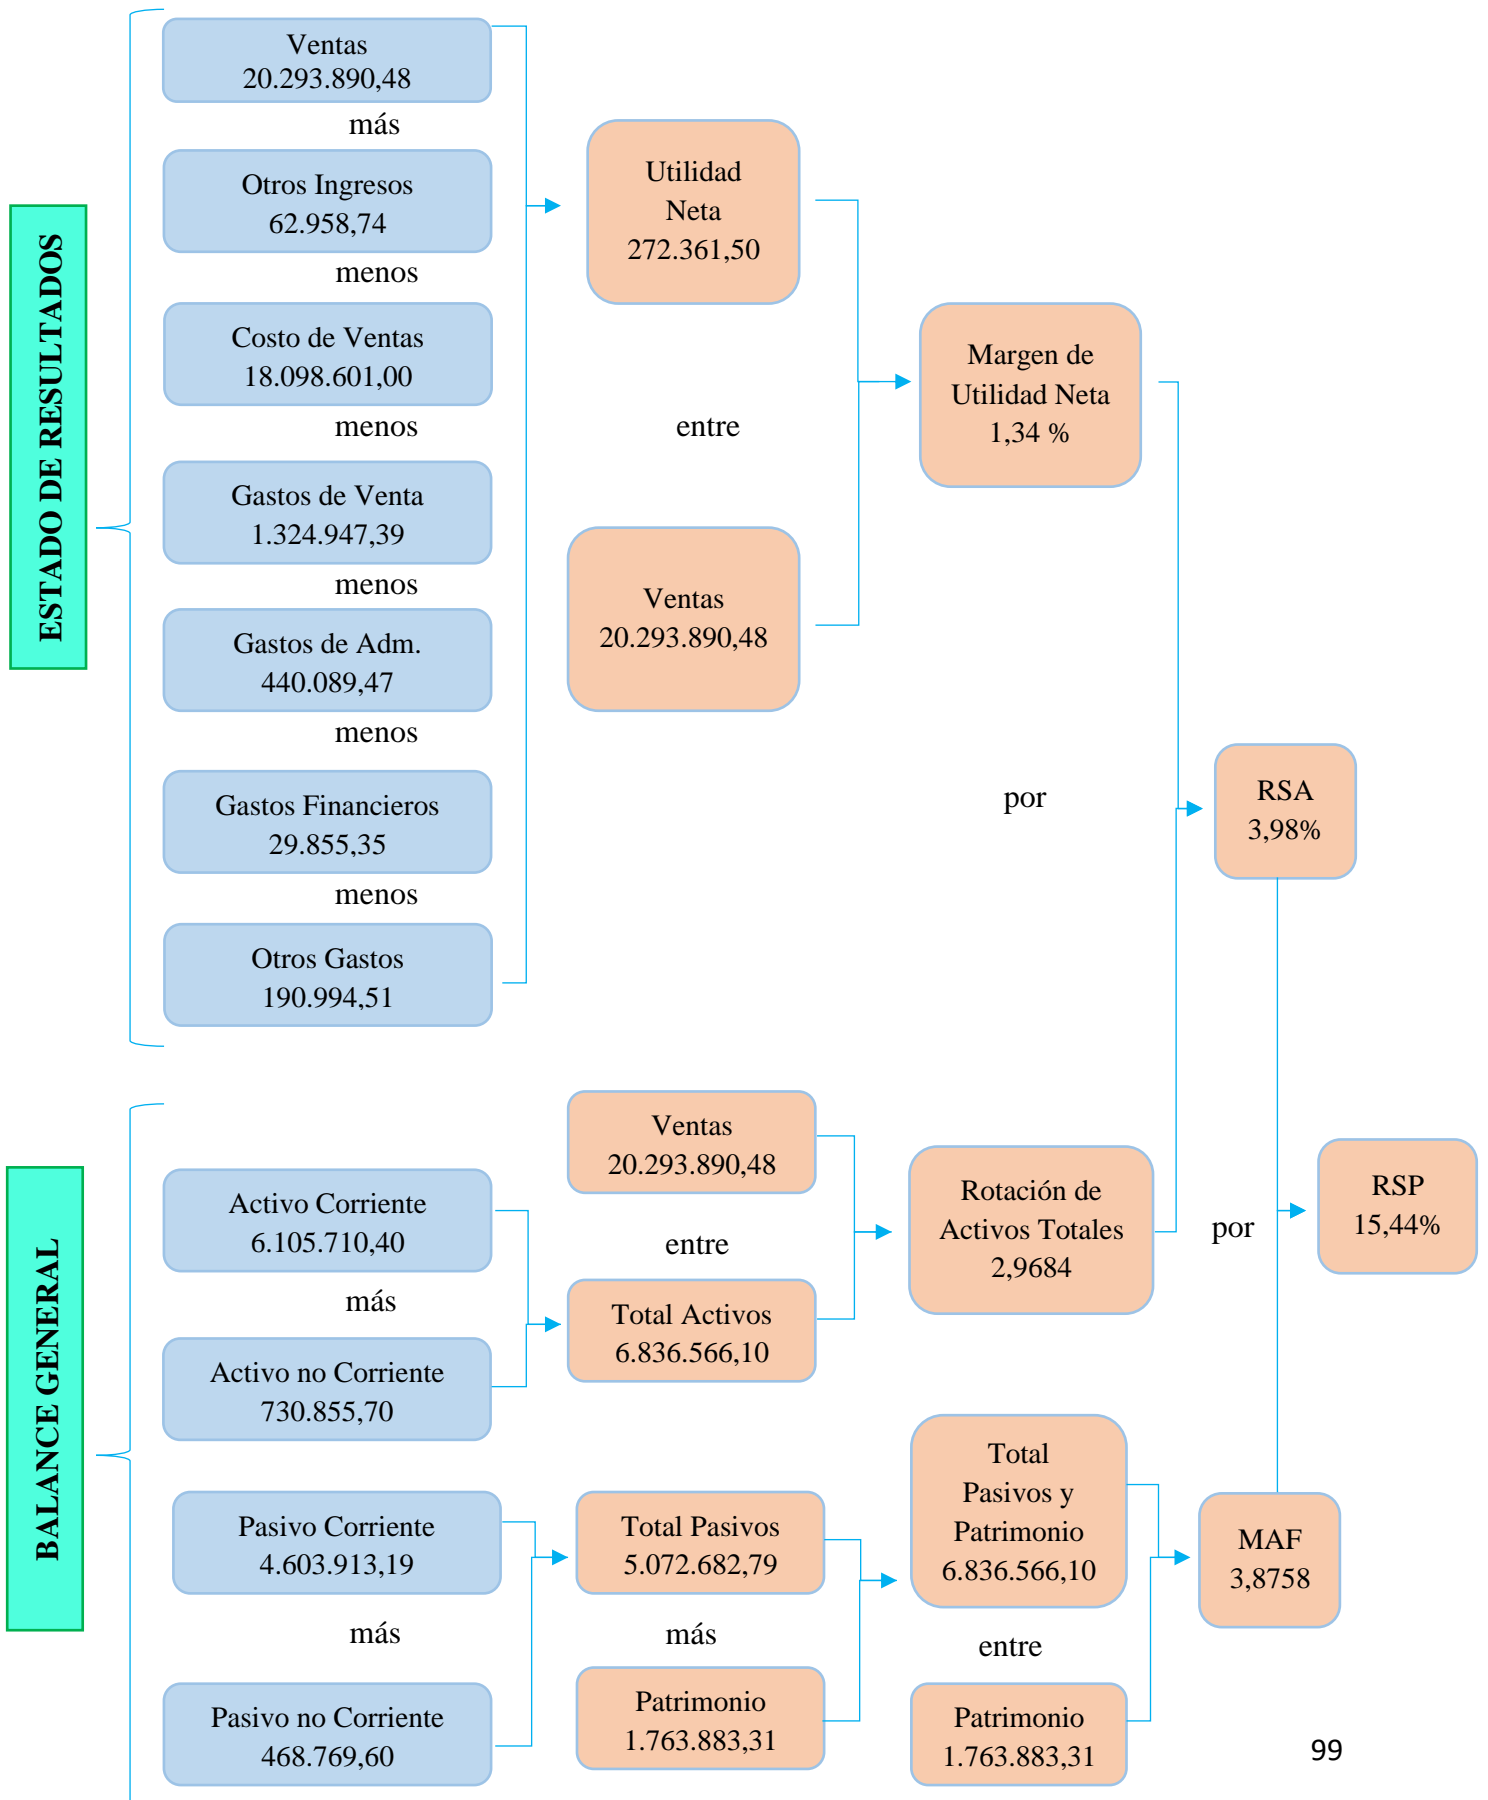 ESTADO DE RESULTADOS
Ventas
20.293.890,48
más
Otros Ingresos
62.958,74
menos
Costo de Ventas
18.098.601,00
menos
Gastos de Venta
1.324.947,39
menos
Gastos de Adm.
440.089,47
menos
Gastos Financieros
29.855,35
menos
Otros Gastos
190.994,51
Utilidad
Neta
272.361,50
entre
Ventas
20.293.890,48
Margen de
Utilidad Neta
1,34 %
por
RSA
3,98%
BALANCE GENERAL
Activo Corriente
6.105.710,40
más
Activo no Corriente
730.855,70
Ventas
20.293.890,48
entre
Total Activos
6.836.566,10
Rotación de
Activos Totales
2,9684
por
RSP
15,44%
Pasivo Corriente
4.603.913,19
más
Pasivo no Corriente
468.769,60
Total Pasivos
5.072.682,79
más
Patrimonio
1.763.883,31
Total
Pasivos y
Patrimonio
6.836.566,10
entre
Patrimonio
1.763.883,31
MAF
3,8758
99